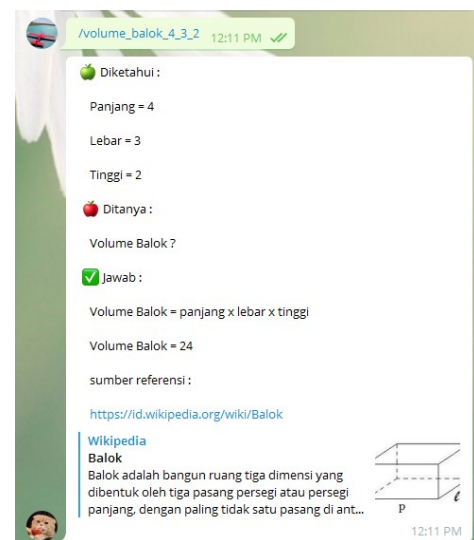 /volume_balok_4_3_2 12:11 PM
🍏 Diketahui :
Panjang = 4
Lebar = 3
Tinggi = 2
🍎 Ditanya :
Volume Balok ?
✅ Jawab :
Volume Balok = panjang x lebar x tinggi
Volume Balok = 24
sumber referensi :
https://id.wikipedia.org/wiki/Balok
Wikipedia
Balok
Balok adalah bangun ruang tiga dimensi yang
dibentuk oleh tiga pasang persegi atau persegi
panjang, dengan paling tidak satu pasang di ant...
P ℓ
12:11 PM